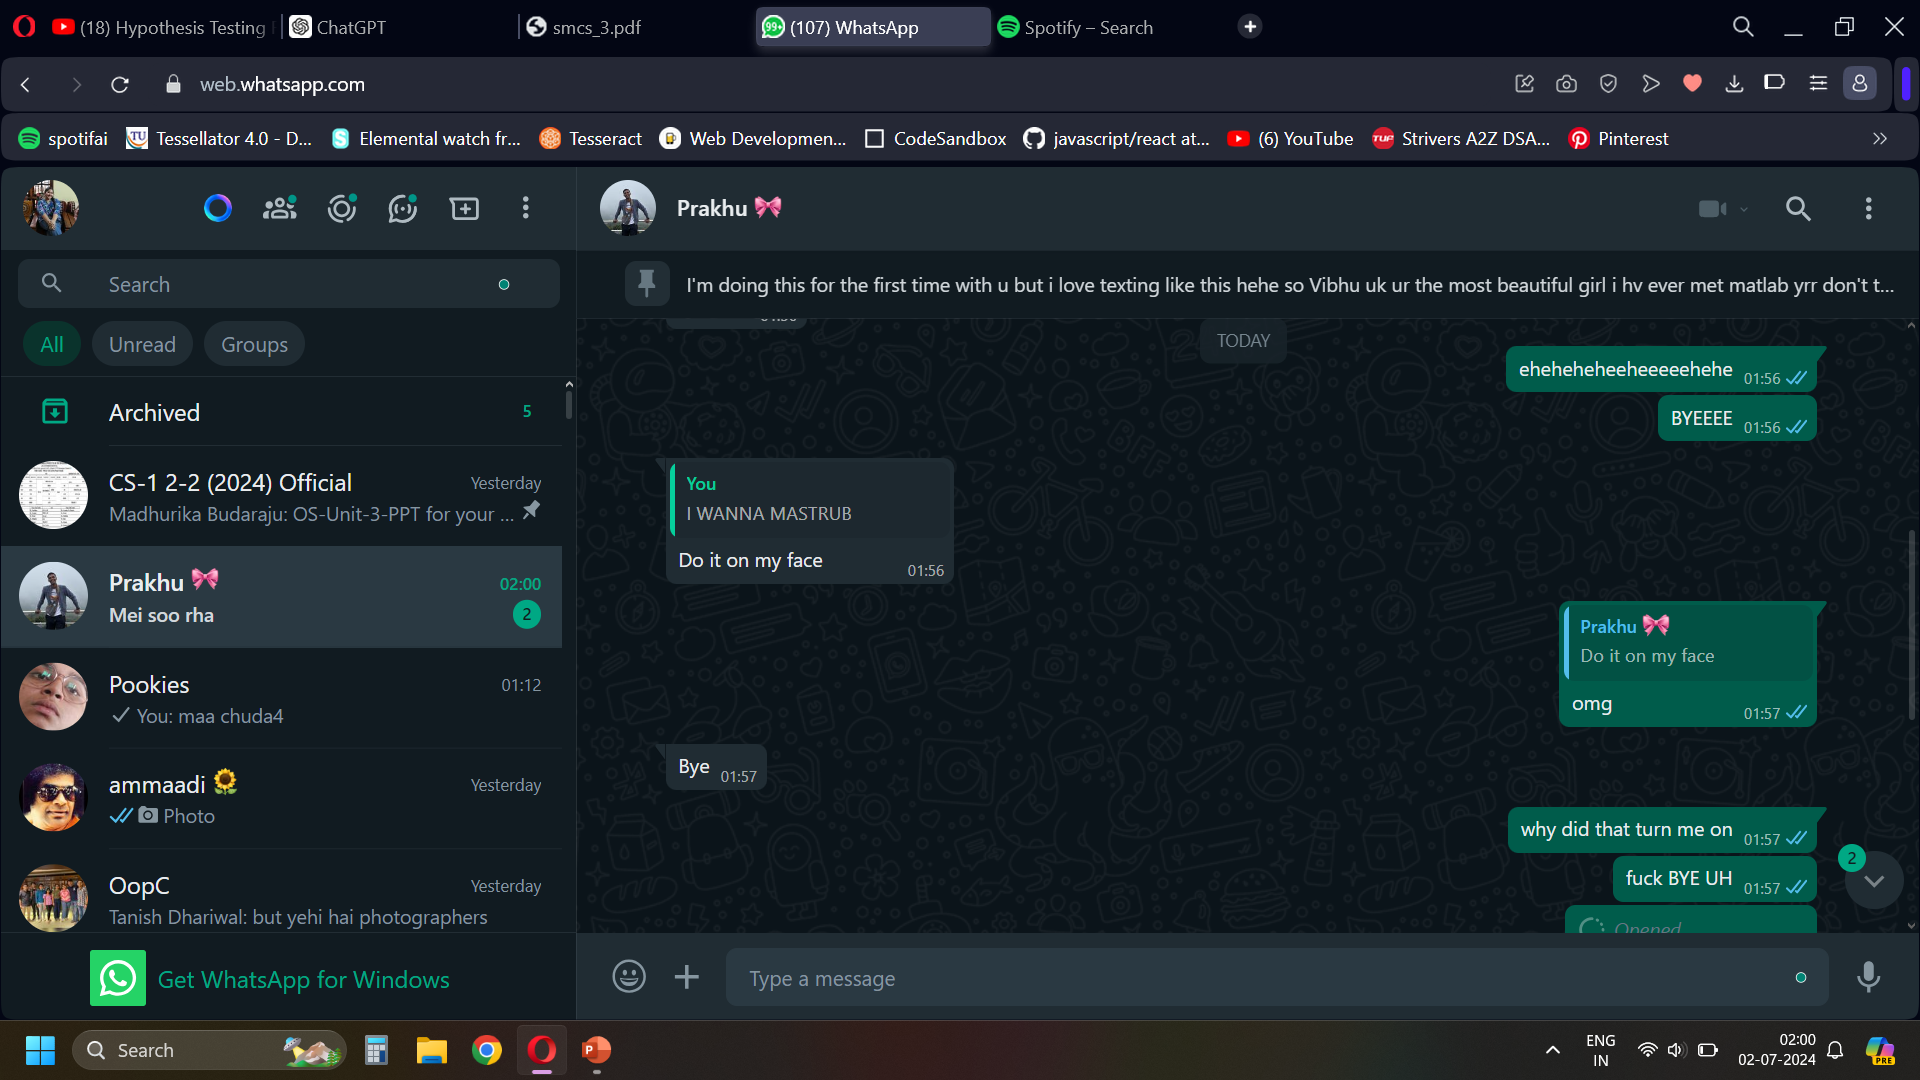 (18) Hypothesis Testing
ChatGPT
smcs_3.pdf
99+
(107) WhatsApp
Spotify – Search
web.whatsapp.com
spotifai
TU
Tessellator 4.0 - D...
Elemental watch fr...
Tesseract
Web Developmen...
CodeSandbox
javascript/react at...
(6) YouTube
TUF
Strivers A2Z DSA...
Pinterest
Prakhu 🎀
Search
I'm doing this for the first time with u but i love texting like this hehe so Vibhu uk ur the most beautiful girl i hv ever met matlab yrr don't t...
All
Unread
Groups
Archived
5
CS-1 2-2 (2024) Official
Yesterday
Madhurika Budaraju: OS-Unit-3-PPT for your ...
Prakhu 🎀
02:00
Mei soo rha
2
Pookies
01:12
You: maa chuda4
ammaadi 🌻
Yesterday
Photo
OopC
Yesterday
Tanish Dhariwal: but yehi hai photographers
Get WhatsApp for Windows
TODAY
eheheheheeheeeeehehe
01:56
BYEEEE
01:56
You
I WANNA MASTRUB
Do it on my face
01:56
Prakhu 🎀
Do it on my face
omg
01:57
Bye
01:57
why did that turn me on
01:57
fuck BYE UH
01:57
2
Opened
Type a message
Search
ENG
IN
02:00
02-07-2024
PRE